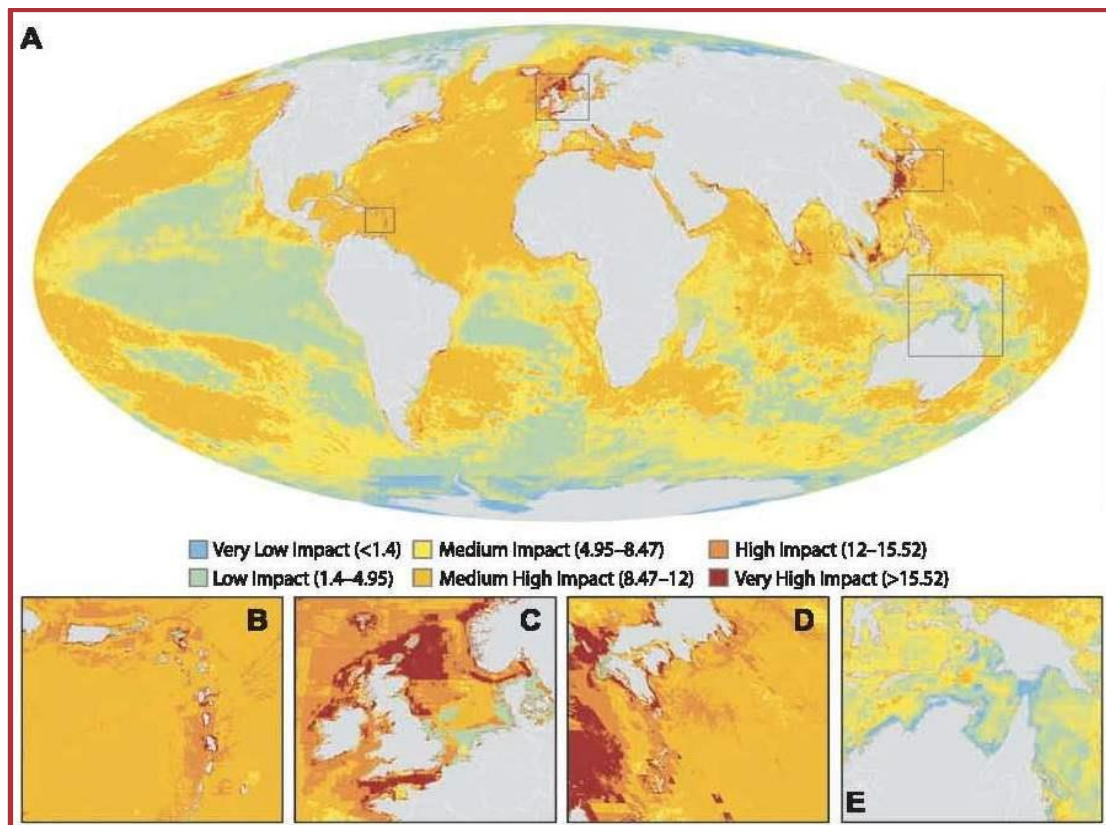 A
Very Low Impact (<1.4) Medium Impact (4.95–8.47) High Impact (12–15.52)
Low Impact (1.4–4.95) Medium High Impact (8.47–12) Very High Impact (>15.52)
B C D
E